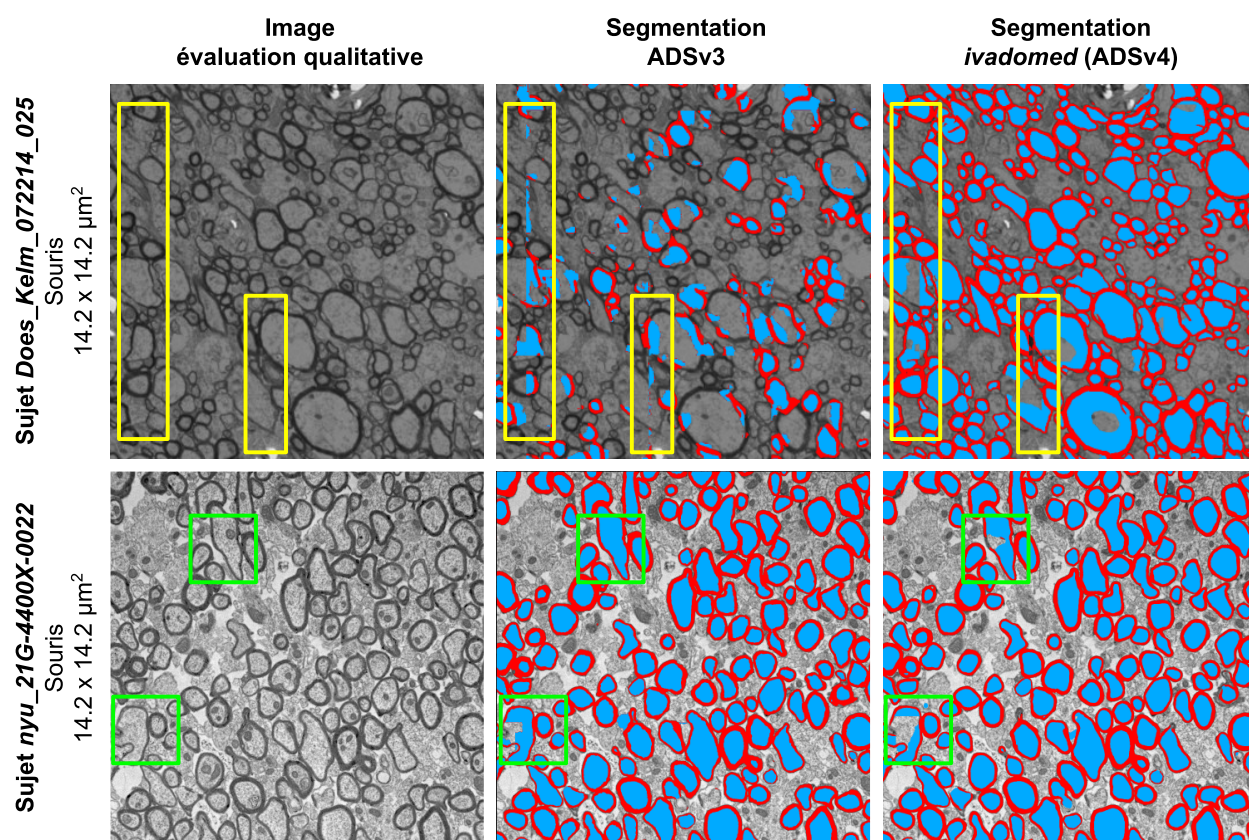 Image
évaluation qualitative
Segmentation
ADSv3
Segmentation
ivadomed (ADSv4)
Sujet Does_Kelm_072214_025
Souris
14.2 x 14.2 µm²
Sujet nyu_21G-4400X-0022
Souris
14.2 x 14.2 µm²